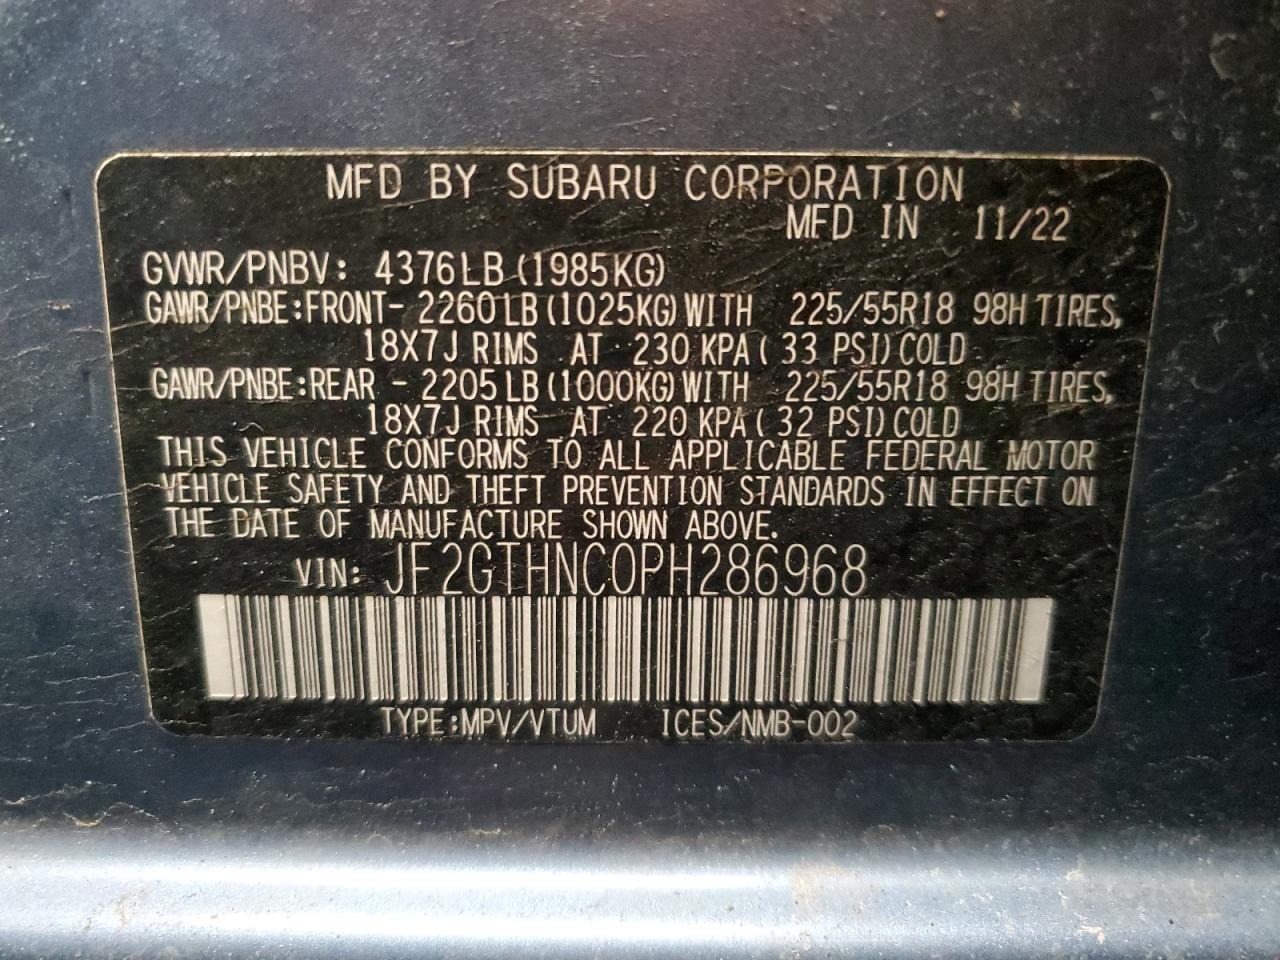 MFD BY SUBARU CORPORATION
MFD IN 11/22
GVWR/PNBV: 4376LB (1985KG)
GAWR/PNBE:FRONT- 2260LB (1025KG) WITH 225/55R18 98H TIRES,
18X7J RIMS AT 230 KPA ( 33 PSI) COLD
GAWR/PNBE:REAR - 2205LB (1000KG) WITH 225/55R18 98H TIRES,
18X7J RIMS AT 220 KPA ( 32 PSI) COLD
THIS VEHICLE CONFORMS TO ALL APPLICABLE FEDERAL MOTOR
VEHICLE SAFETY AND THEFT PREVENTION STANDARDS IN EFFECT ON
THE DATE OF MANUFACTURE SHOWN ABOVE.
VIN: JF2GTHNC0PH286968
TYPE:MPV/VTUM ICES/NMB-002